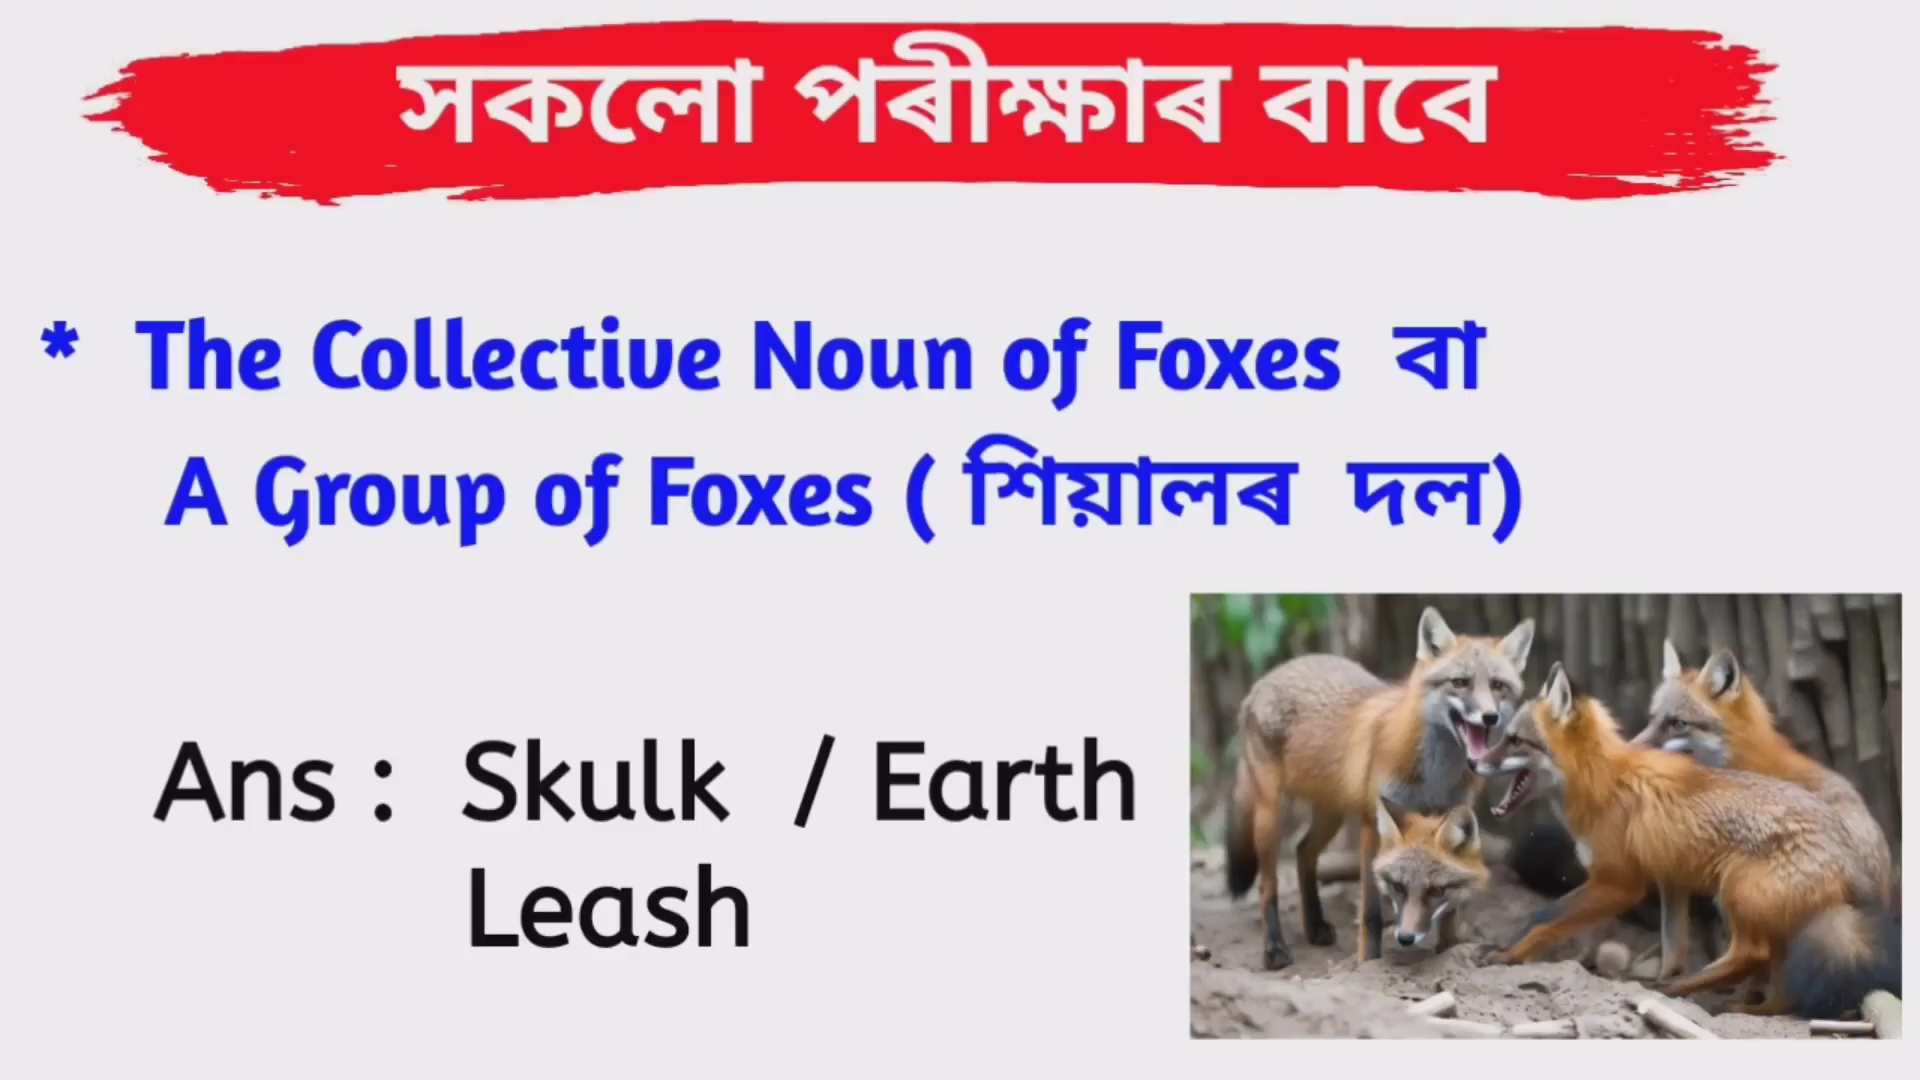 সকলো পৰীক্ষাৰ বাবে
* The Collective Noun of Foxes বা
A Group of Foxes ( শিয়ালৰ দল)
Ans : Skulk / Earth
Leash